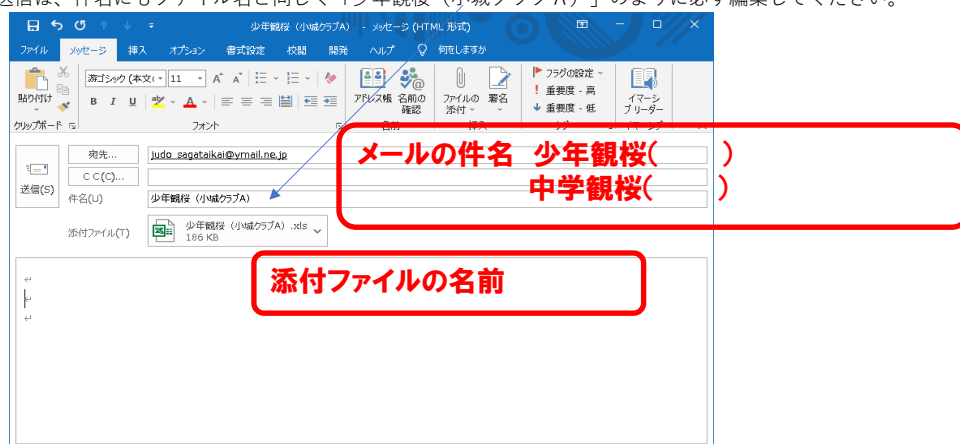 送信は、件名にもファイル名と同じく「少年観桜（小城クラブA）」のように必ず編集してください。
少年観桜（小城クラブA） - メッセージ (HTML 形式)
ファイル メッセージ 挿入 オプション 書式設定 校閲 開発 ヘルプ 何をしますか
游ゴシック (本文( 11 A A
フラグの設定
重要度 - 高
重要度 - 低
貼り付け
B I U A
アドレス帳 名前の確認
ファイルの添付 署名
イマーシブ リーダー
クリップボード フォント 名前 挿入
宛先... judo_sagataikai@ymail.ne.jp
メールの件名 少年観桜( )
中学観桜( )
送信(S)
C C(C)...
件名(U) 少年観桜（小城クラブA）
添付ファイル(T) 少年観桜（小城クラブA）.xls
186 KB
添付ファイルの名前